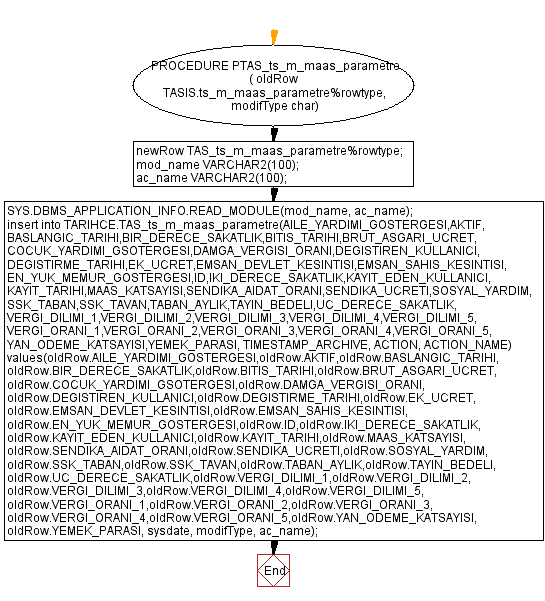 PROCEDURE PTAS_ts_m_maas_parametre
( oldRow
TASIS.ts_m_maas_parametre%rowtype,
modifType char)
newRow TAS_ts_m_maas_parametre%rowtype;
mod_name VARCHAR2(100);
ac_name VARCHAR2(100);
SYS.DBMS_APPLICATION_INFO.READ_MODULE(mod_name, ac_name);
insert into TARIHCE.TAS_ts_m_maas_parametre(AILE_YARDIMI_GOSTERGESI,AKTIF,
BASLANGIC_TARIHI,BIR_DERECE_SAKATLIK,BITIS_TARIHI,BRUT_ASGARI_UCRET,
COCUK_YARDIMI_GSOTERGESI,DAMGA_VERGISI_ORANI,DEGISTIREN_KULLANICI,
DEGISTIRME_TARIHI,EK_UCRET,EMSAN_DEVLET_KESINTISI,EMSAN_SAHIS_KESINTISI,
EN_YUK_MEMUR_GOSTERGESI,ID,IKI_DERECE_SAKATLIK,KAYIT_EDEN_KULLANICI,
KAYIT_TARIHI,MAAS_KATSAYISI,SENDIKA_AIDAT_ORANI,SENDIKA_UCRETI,SOSYAL_YARDIM,
SSK_TABAN,SSK_TAVAN,TABAN_AYLIK,TAYIN_BEDELI,UC_DERECE_SAKATLIK,
VERGI_DILIMI_1,VERGI_DILIMI_2,VERGI_DILIMI_3,VERGI_DILIMI_4,VERGI_DILIMI_5,
VERGI_ORANI_1,VERGI_ORANI_2,VERGI_ORANI_3,VERGI_ORANI_4,VERGI_ORANI_5,
YAN_ODEME_KATSAYISI,YEMEK_PARASI, TIMESTAMP_ARCHIVE, ACTION, ACTION_NAME)
values(oldRow.AILE_YARDIMI_GOSTERGESI,oldRow.AKTIF,oldRow.BASLANGIC_TARIHI,
oldRow.BIR_DERECE_SAKATLIK,oldRow.BITIS_TARIHI,oldRow.BRUT_ASGARI_UCRET,
oldRow.COCUK_YARDIMI_GSOTERGESI,oldRow.DAMGA_VERGISI_ORANI,
oldRow.DEGISTIREN_KULLANICI,oldRow.DEGISTIRME_TARIHI,oldRow.EK_UCRET,
oldRow.EMSAN_DEVLET_KESINTISI,oldRow.EMSAN_SAHIS_KESINTISI,
oldRow.EN_YUK_MEMUR_GOSTERGESI,oldRow.ID,oldRow.IKI_DERECE_SAKATLIK,
oldRow.KAYIT_EDEN_KULLANICI,oldRow.KAYIT_TARIHI,oldRow.MAAS_KATSAYISI,
oldRow.SENDIKA_AIDAT_ORANI,oldRow.SENDIKA_UCRETI,oldRow.SOSYAL_YARDIM,
oldRow.SSK_TABAN,oldRow.SSK_TAVAN,oldRow.TABAN_AYLIK,oldRow.TAYIN_BEDELI,
oldRow.UC_DERECE_SAKATLIK,oldRow.VERGI_DILIMI_1,oldRow.VERGI_DILIMI_2,
oldRow.VERGI_DILIMI_3,oldRow.VERGI_DILIMI_4,oldRow.VERGI_DILIMI_5,
oldRow.VERGI_ORANI_1,oldRow.VERGI_ORANI_2,oldRow.VERGI_ORANI_3,
oldRow.VERGI_ORANI_4,oldRow.VERGI_ORANI_5,oldRow.YAN_ODEME_KATSAYISI,
oldRow.YEMEK_PARASI, sysdate, modifType, ac_name);
End